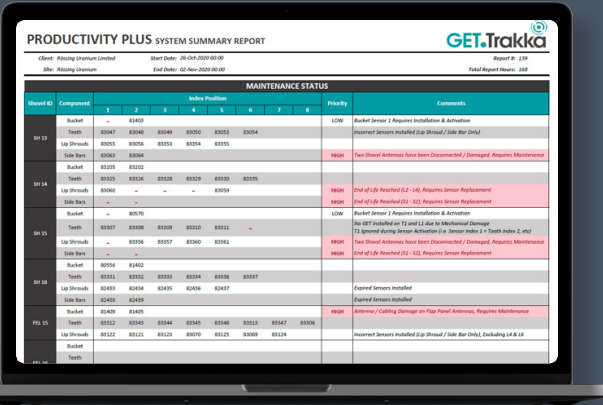 PRODUCTIVITY PLUS SYSTEM SUMMARY REPORT
GET.Trakka
Client: Rössing Uranium Limited Start Date: 26-Oct-2020 00:00 Report #: 139
Site: Rössing Uranium End Date: 02-Nov-2020 00:00 Total Report Hours: 168
MAINTENANCE STATUS
Shovel ID Component Index Position Priority Comments
1 2 3 4 5 6 7 8
SH 13
Bucket - 81403 LOW Bucket Sensor 1 Requires Installation & Activation
Teeth 83047 83048 83049 83050 83053 83054 Incorrect Sensors Installed (Lip Shroud / Side Bar Only)
Lip Shrouds 83055 83056 83353 83354 83355
Side Bars 83063 83064 HIGH Two Shovel Antennas have been Disconnected / Damaged, Requires Maintenance
SH 14
Bucket 83205 83202
Teeth 83325 83326 83328 83329 83330 83335
Lip Shrouds 83060 - - - 83059 HIGH End of Life Reached (L2 - L4), Requires Sensor Replacement
Side Bars - - HIGH End of Life Reached (S1 - S2), Requires Sensor Replacement
SH 15
Bucket - 80570 LOW Bucket Sensor 1 Requires Installation & Activation
Teeth 83307 83308 83009 83310 83311 - No GET Installed on T1 and L1 due to Mechanical Damage
T1 Ignored during Sensor Activation (i.e. Sensor Index 1 = Tooth Index 2, etc)
Lip Shrouds - 83356 83357 83360 83361 HIGH Two Shovel Antennas have been Disconnected / Damaged, Requires Maintenance
Side Bars - - HIGH End of Life Reached (S1 - S2), Requires Sensor Replacement
SH 16
Bucket 80556 81402
Teeth 83331 83332 83333 83334 83336 83337
Lip Shrouds 82433 82434 82435 82436 82437 Expired Sensors Installed
Side Bars 82438 82439 Expired Sensors Installed
FEL 15
Bucket 81409 81405 HIGH Antenna / Cabling Damage on Flap Panel Antennas, Requires Maintenance
Teeth 83312 83343 83344 83345 83346 83313 83347 83306
Lip Shrouds 83122 83121 83123 83070 83125 83069 83124 Incorrect Sensors Installed (Lip Shroud / Side Bar Only), Excluding L4 & L6
Bucket
Teeth